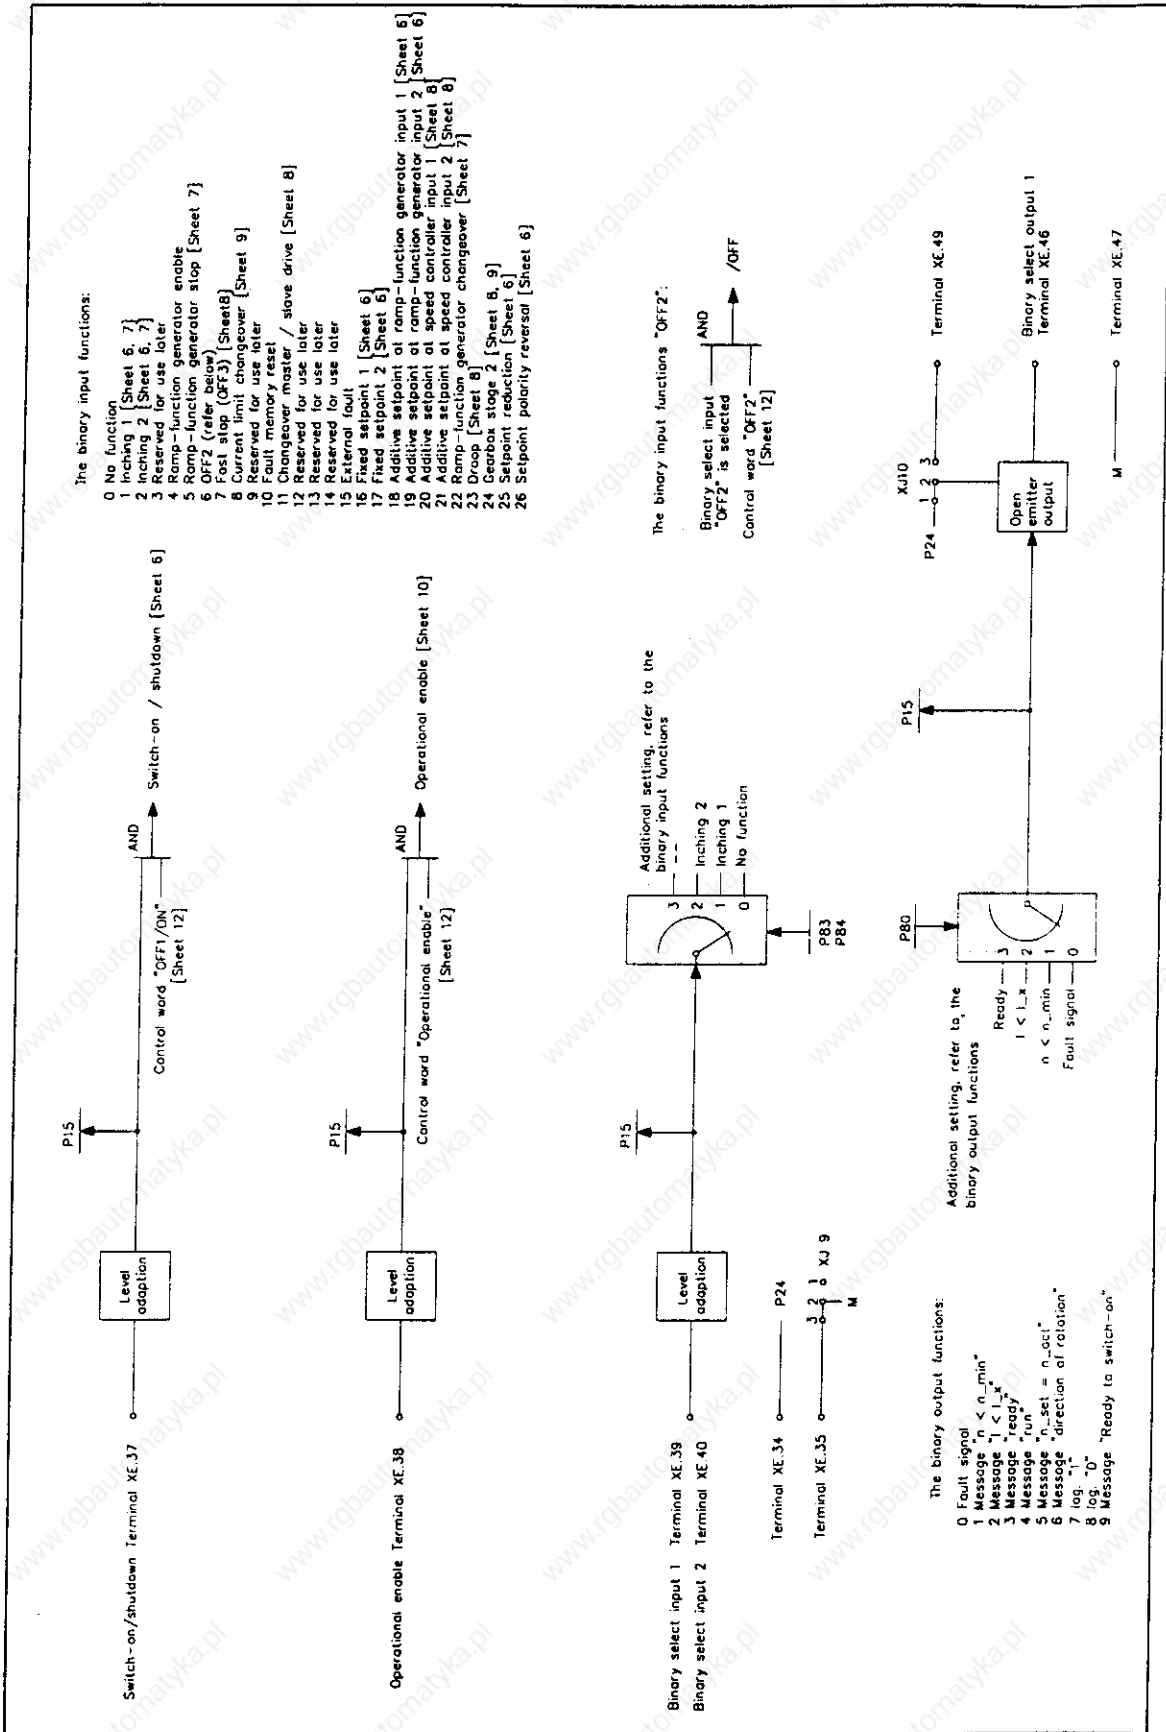 Switch-on/shutdown Terminal XE.37
Level
adaption
P15
Control word "OFF1/ON"
[Sheet 12]
AND
Switch-on / shutdown [Sheet 6]
Operational enable Terminal XE.38
Level
adaption
P15
Control word "Operational enable"
[Sheet 12]
AND
Operational enable [Sheet 10]
The binary input functions:
0 No function
1 Inching 1 [Sheet 6, 7]
2 Inching 2 [Sheet 6, 7]
3 Reserved for use later
4 Ramp-function generator enable
5 Ramp-function generator stop [Sheet 7]
6 OFF2 (refer below)
7 Fast stop (OFF3) [Sheet8]
8 Current limit changeover [Sheet 9]
9 Reserved for use later
10 Fault memory reset
11 Changeover master / slave drive [Sheet 8]
12 Reserved for use later
13 Reserved for use later
14 Reserved for use later
15 External fault
16 Fixed setpoint 1 [Sheet 6]
17 Fixed setpoint 2 [Sheet 6]
18 Additive setpoint at ramp-function generator input 1 [Sheet 6]
19 Additive setpoint at ramp-function generator input 2 [Sheet 6]
20 Additive setpoint at speed controller input 1 [Sheet 8]
21 Additive setpoint at speed controller input 2 [Sheet 8]
22 Ramp-function generator changeover [Sheet 7]
23 Droop [Sheet 8]
24 Gearbox stage 2 [Sheet 8, 9]
25 Setpoint reduction [Sheet 6]
26 Setpoint polarity reversal [Sheet 6]
Binary select input 1 Terminal XE.39
Binary select input 2 Terminal XE.40
Level
adaption
P15
Additional setting, refer to the
binary input functions
3 --
2 Inching 2
1 Inching 1
0 No function
P83
P84
Terminal XE.34
P24
Terminal XE.35
3 2 1 XJ 9
M
The binary input functions "OFF2":
Binary select input
"OFF2" is selected
Control word "OFF2"
[Sheet 12]
AND
/OFF
The binary output functions:
0 Fault signal
1 Message "n < n_min"
2 Message "I < I_x"
3 Message "ready"
4 Message "run"
5 Message "n_set = n_act"
6 Message "direction of rotation"
7 log. "1"
8 log. "0"
9 Message "Ready to switch-on"
Additional setting, refer to the
binary output functions
Ready 3
I < I_x 2
n < n_min 1
Fault signal 0
P80
P15
Open
emitter
output
P24
XJ10
1 2 3
Terminal XE.49
Binary select output 1
Terminal XE.46
M
Terminal XE.47
www.rgbautomatyka.pl